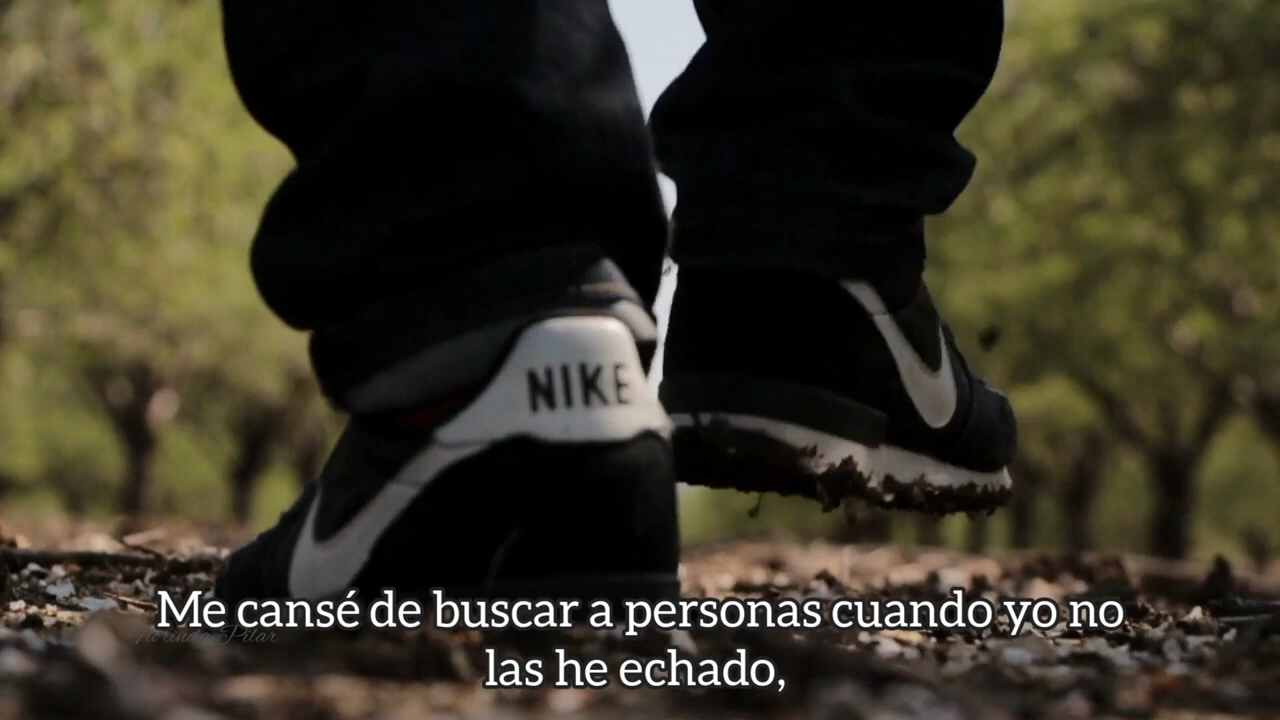 NIKE
Me cansé de buscar a personas cuando yo no
las he echado,